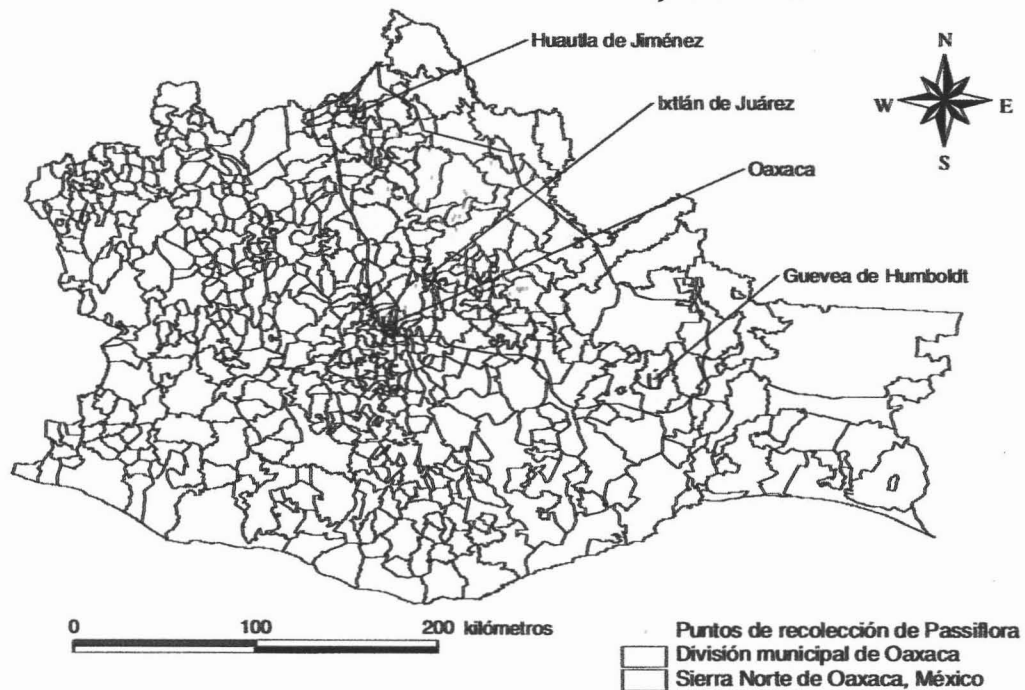 Huautla de Jiménez
Ixtlán de Juárez
Oaxaca
Guevea de Humboldt
N
W E
S
0 100 200 kilómetros
Puntos de recolección de Passiflora
División municipal de Oaxaca
Sierra Norte de Oaxaca, México